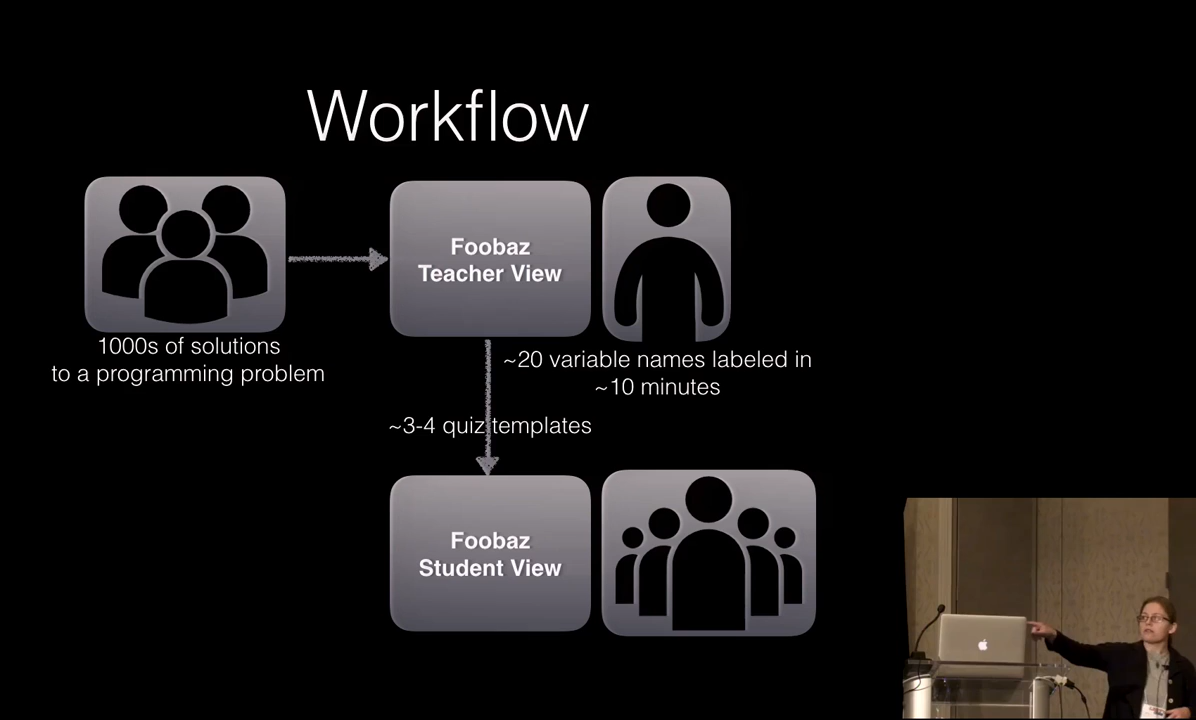 Workflow
Foobaz
Teacher View
1000s of solutions
to a programming problem
~20 variable names labeled in
~10 minutes
~3-4 quiz templates
Foobaz
Student View